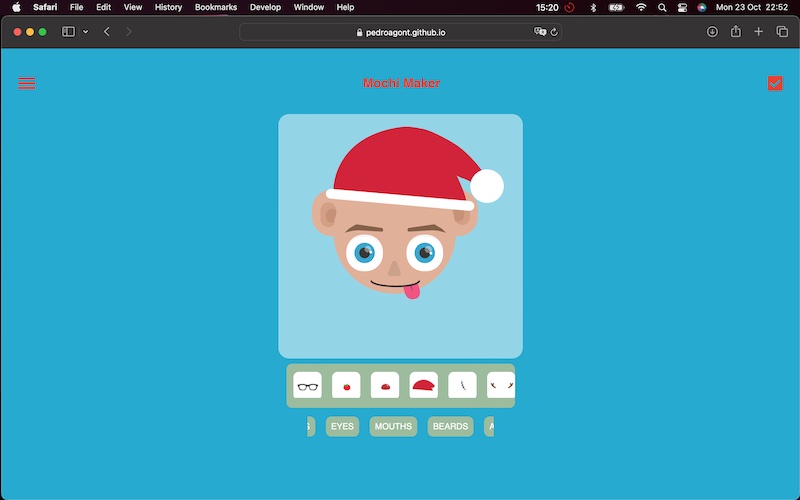 Safari File Edit View History Bookmarks Develop Window Help 15:20 Mon 23 Oct 22:52
pedroagont.github.io
Mochi Maker
S EYES MOUTHS BEARDS A